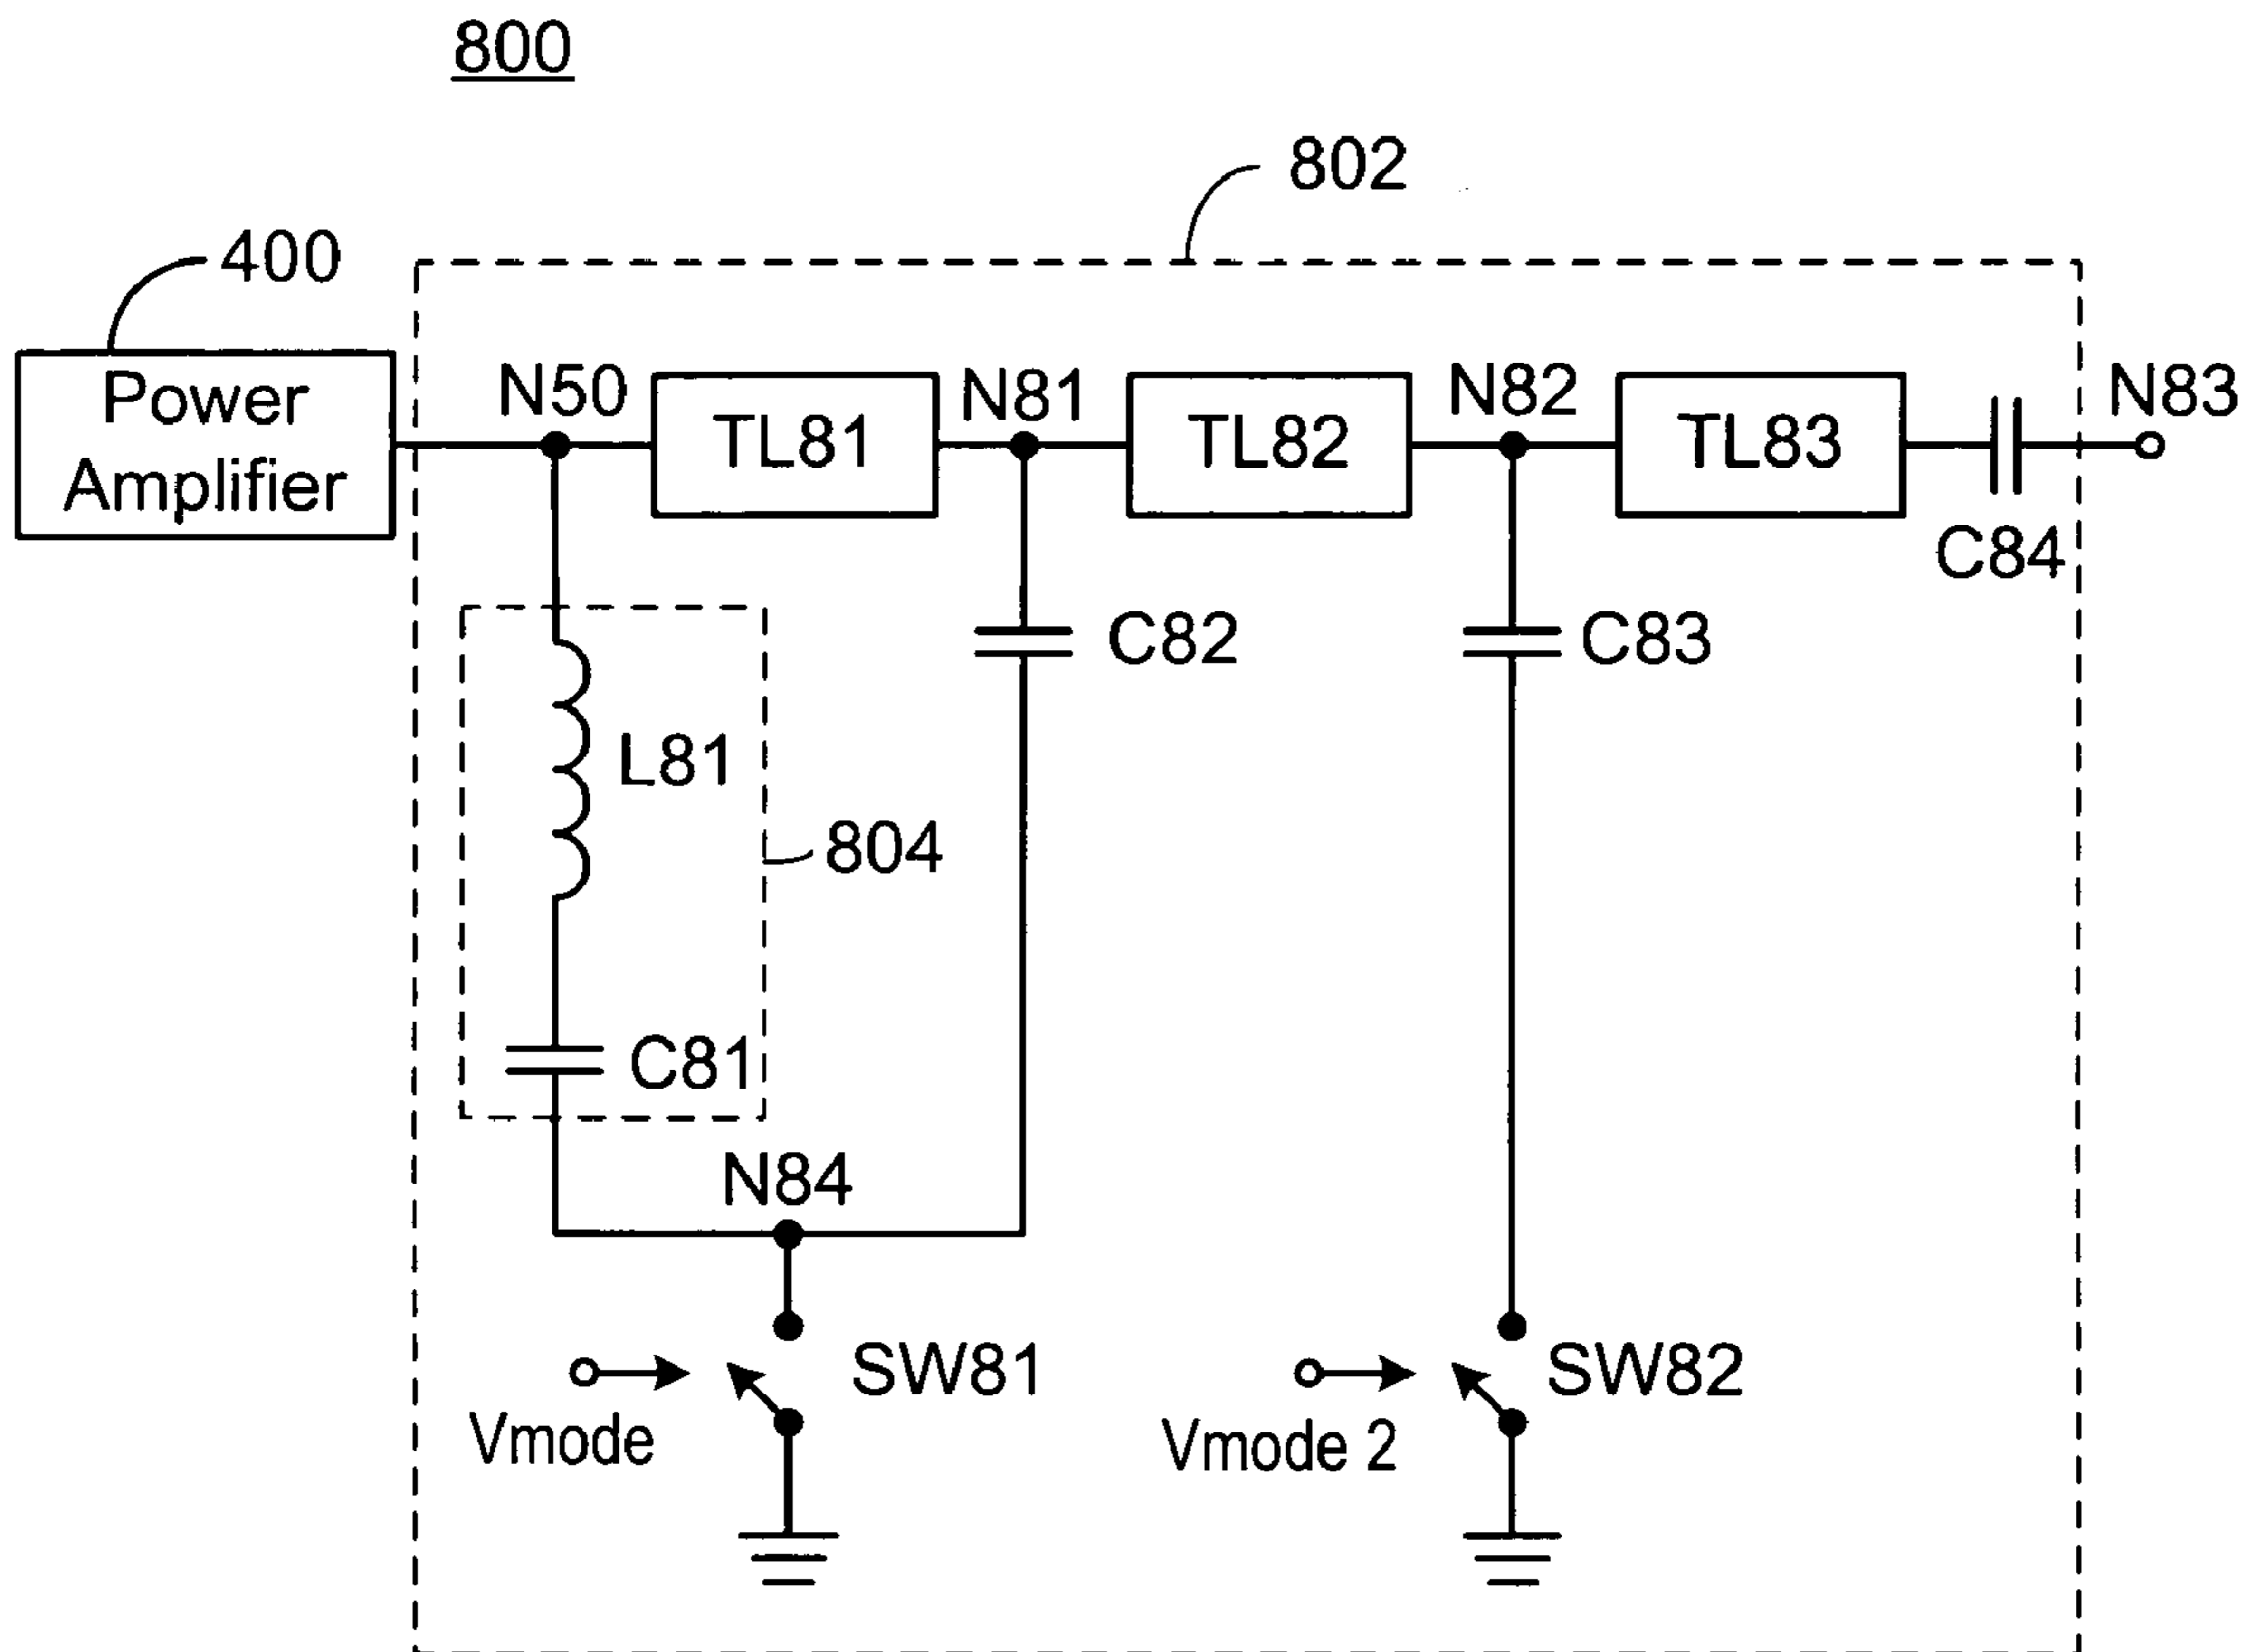 800
802
400
Power
Amplifier
N50
TL81
N81
TL82
N82
TL83
N83
C84
C82
C83
L81
804
C81
N84
SW81
SW82
Vmode
Vmode 2